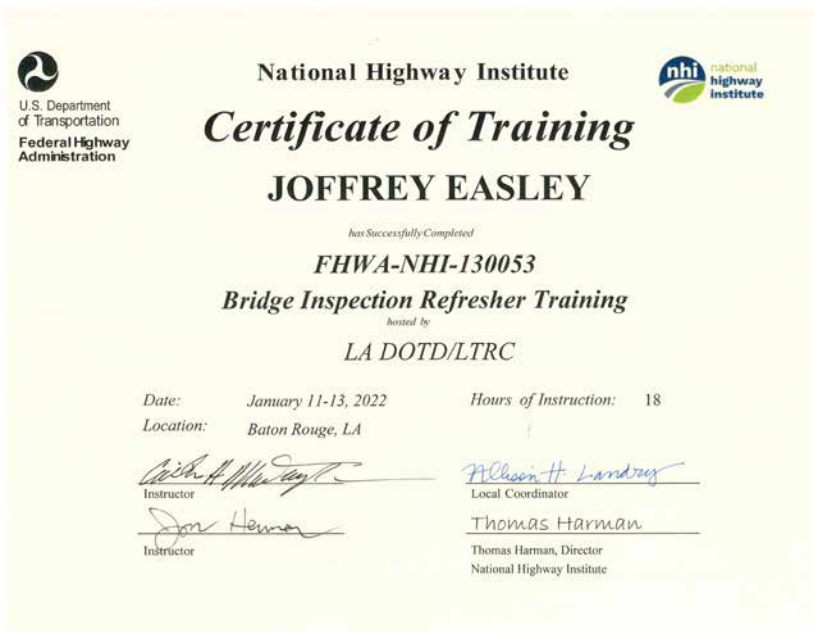 U.S. Department
of Transportation
Federal Highway
Administration
National Highway Institute
nhi national
highway
institute
Certificate of Training
JOFFREY EASLEY
has Successfully Completed
FHWA-NHI-130053
Bridge Inspection Refresher Training
hosted by
LA DOTD/LTRC
Date: January 11-13, 2022 Hours of Instruction: 18
Location: Baton Rouge, LA
Allison H. Landry
Instructor Local Coordinator
Jon Thomas Harman
Instructor Thomas Harman, Director
National Highway Institute